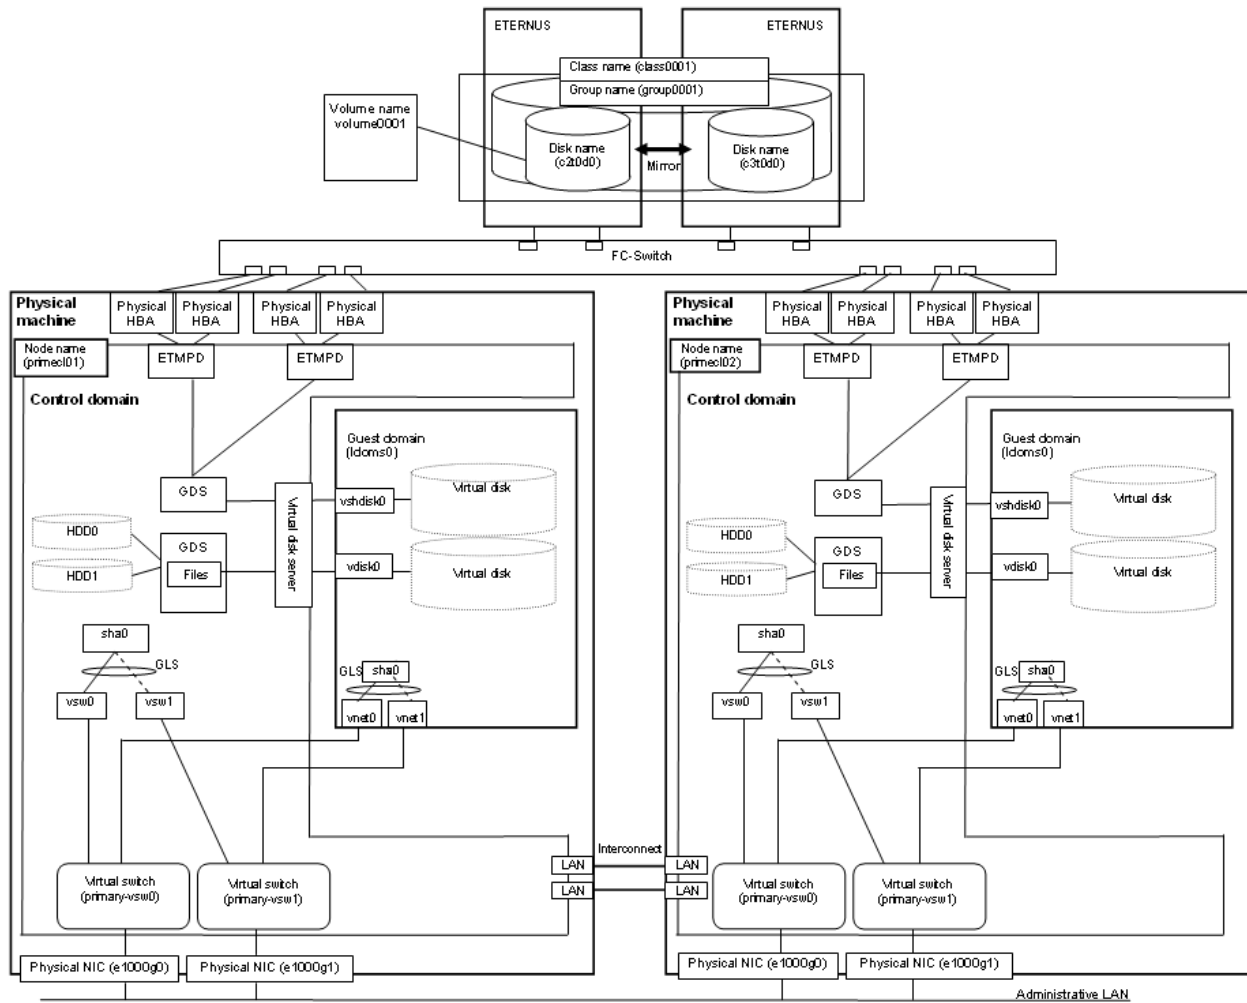 ETERNUS
ETERNUS
Class name (class0001)
Group name (group0001)
Volume name
volume0001
Disk name
(c2t0d0)
Mirror
Disk name
(c3t0d0)
FC-Switch
Physical
machine
Physical
HBA
Physical
HBA
Physical
HBA
Physical
HBA
Node name
(primecl01)
ETMPD
ETMPD
Control domain
Guest domain
(ldoms0)
GDS
Virtual disk server
vshdisk0
Virtual disk
HDD0
HDD1
GDS
Files
vdisk0
Virtual disk
sha0
GLS
vsw0
vsw1
GLS
sha0
vnet0
vnet1
Virtual switch
(primary-vsw0)
Virtual switch
(primary-vsw1)
LAN
LAN
Physical NIC (e1000g0)
Physical NIC (e1000g1)
Interconnect
Physical
machine
Physical
HBA
Physical
HBA
Physical
HBA
Physical
HBA
Node name
(primecl02)
ETMPD
ETMPD
Control domain
Guest domain
(ldoms0)
GDS
Virtual disk server
vshdisk0
Virtual disk
HDD0
HDD1
GDS
Files
vdisk0
Virtual disk
sha0
GLS
vsw0
vsw1
GLS
sha0
vnet0
vnet1
LAN
LAN
Virtual switch
(primary-vsw0)
Virtual switch
(primary-vsw1)
Physical NIC (e1000g0)
Physical NIC (e1000g1)
Administrative LAN